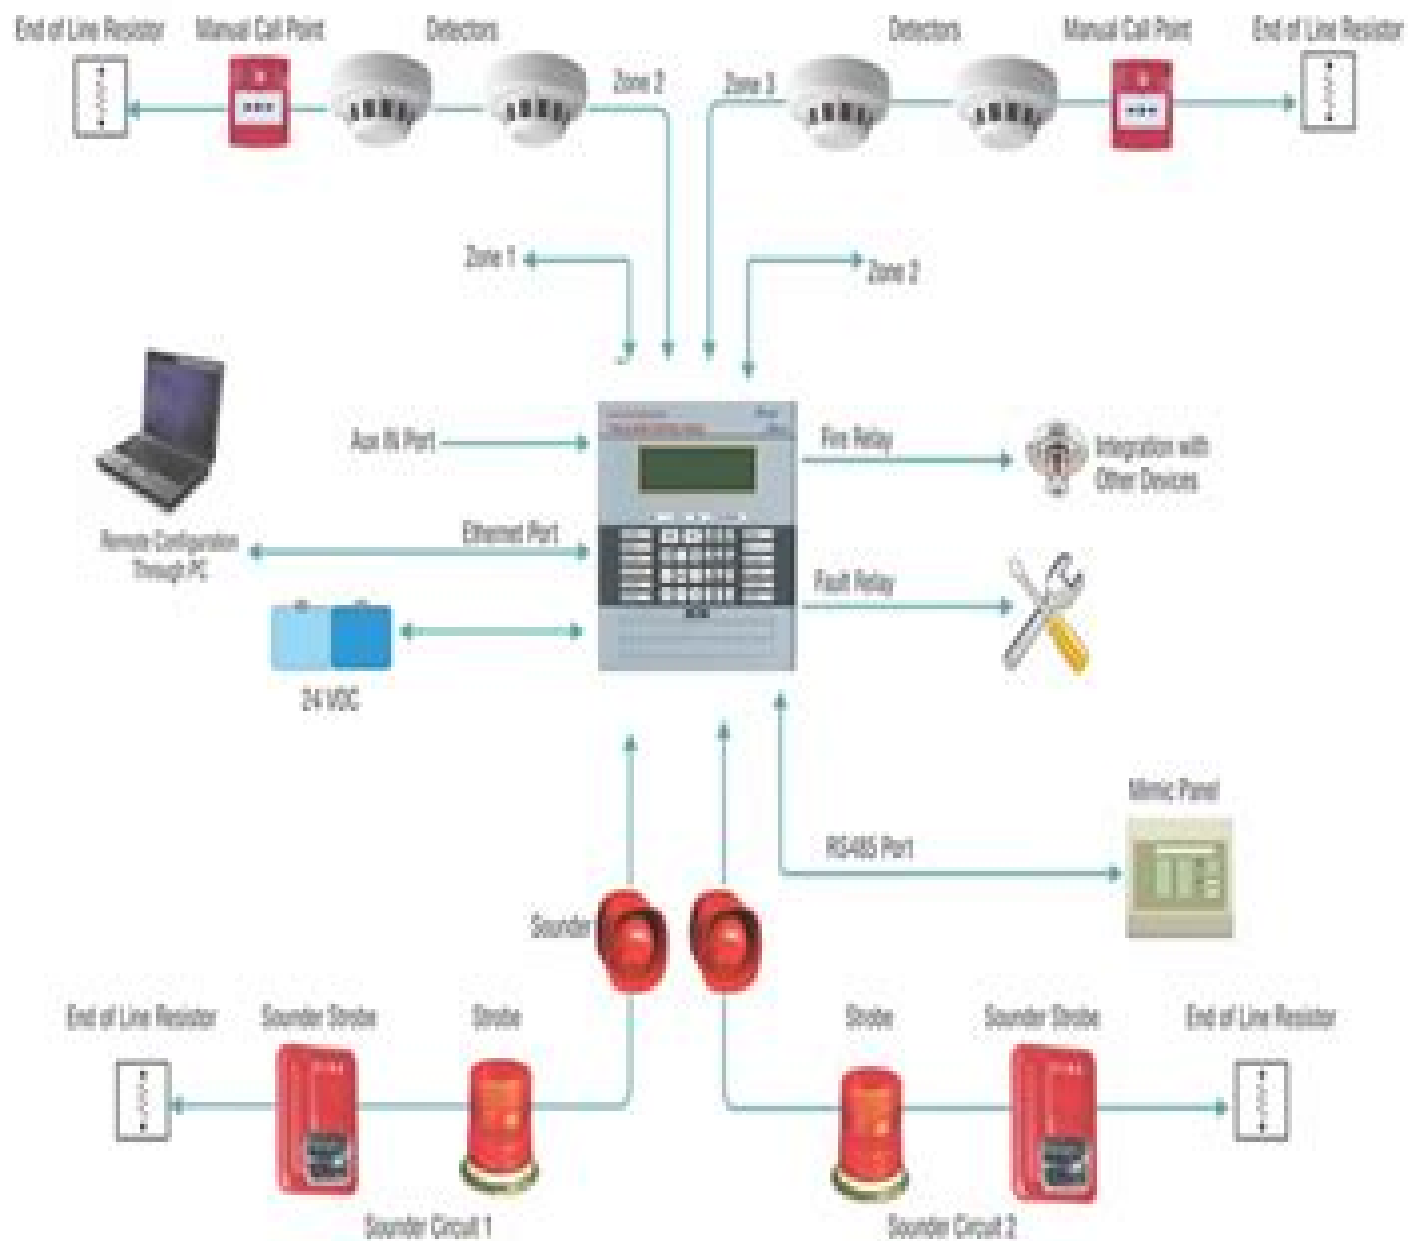 End of Line Resistor
Manual Call Point
Detectors
Detectors
Manual Call Point
End of Line Resistor
Zone 2
Zone 3
Zone 1
Zone 2
Aux IN Port
Fire Relay
Integration with
Other Devices
Ethernet Port
Remote Configuration
Through PC
Fault Relay
24 VDC
Mimic Panel
RS485 Port
Sounder
End of Line Resistor
Sounder Strobe
Strobe
Strobe
Sounder Strobe
End of Line Resistor
Sounder Circuit 1
Sounder Circuit 2